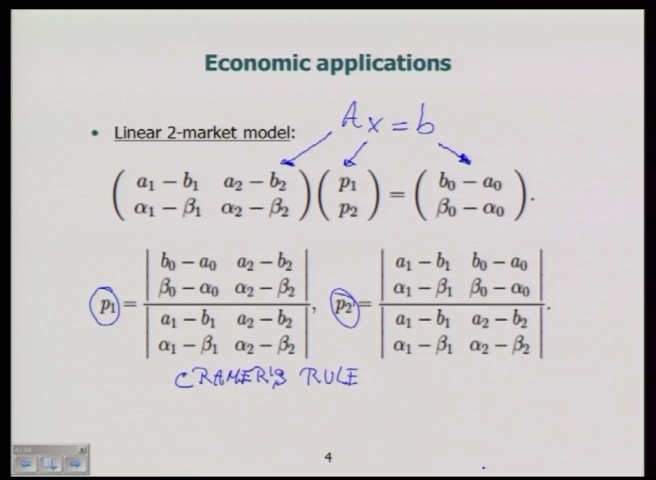 Economic applications
Ax = b
• Linear 2-market model:
( a₁ − b₁  a₂ − b₂ ) ( p₁ ) = ( b₀ − a₀ ) .
( α₁ − β₁  α₂ − β₂ ) ( p₂ )   ( β₀ − α₀ )
| b₀ − a₀  a₂ − b₂ |   | a₁ − b₁  b₀ − a₀ |
| β₀ − α₀  α₂ − β₂ |   | α₁ − β₁  β₀ − α₀ |
p₁ = ———, p₂ = ———.
| a₁ − b₁  a₂ − b₂ |   | a₁ − b₁  a₂ − b₂ |
| α₁ − β₁  α₂ − β₂ |   | α₁ − β₁  α₂ − β₂ |
CRAMER'S RULE
4